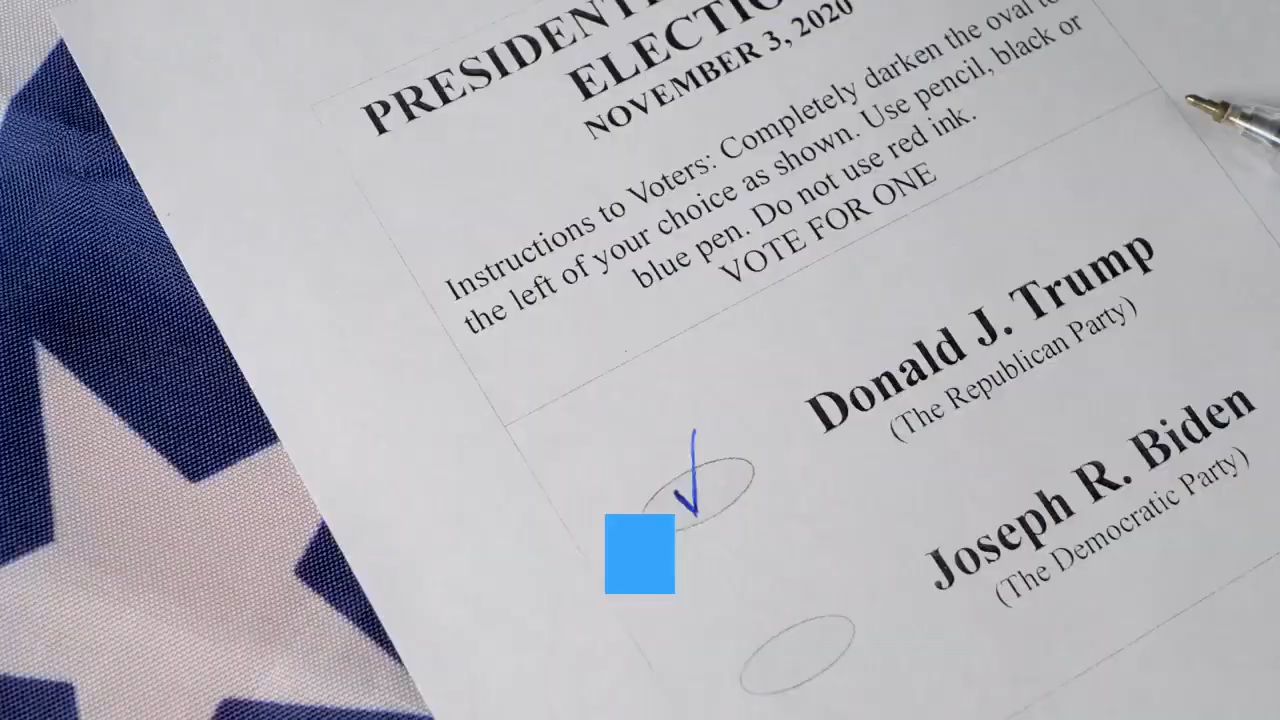 ELECTION
NOVEMBER 3, 2020
Instructions to Voters: Completely darken the oval to
the left of your choice as shown. Use pencil, black or
blue pen. Do not use red ink.
VOTE FOR ONE
Donald J. Trump
(The Republican Party)
Joseph R. Biden
(The Democratic Party)